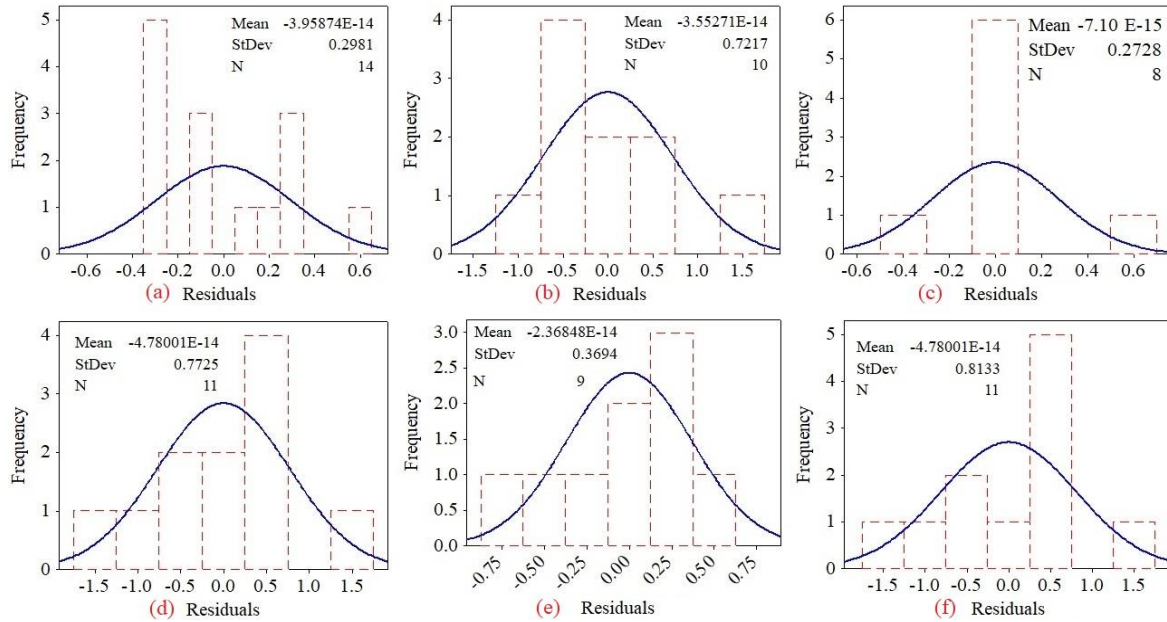 Mean -3.95874E-14
StDev 0.2981
N 14
Frequency
5
4
3
2
1
0
-0.6 -0.4 -0.2 0.0 0.2 0.4 0.6
(a) Residuals
Mean -3.55271E-14
StDev 0.7217
N 10
Frequency
4
3
2
1
0
-1.5 -1.0 -0.5 0.0 0.5 1.0 1.5
(b) Residuals
Mean -7.10 E-15
StDev 0.2728
N 8
Frequency
6
5
4
3
2
1
0
-0.6 -0.4 -0.2 0.0 0.2 0.4 0.6
(c) Residuals
Mean -4.78001E-14
StDev 0.7725
N 11
Frequency
4
3
2
1
0
-1.5 -1.0 -0.5 0.0 0.5 1.0 1.5
(d) Residuals
Mean -2.36848E-14
StDev 0.3694
N 9
Frequency
3.0
2.5
2.0
1.5
1.0
0.5
0.0
-0.75 -0.50 -0.25 0.00 0.25 0.50 0.75
(e) Residuals
Mean -4.78001E-14
StDev 0.8133
N 11
Frequency
5
4
3
2
1
0
-1.5 -1.0 -0.5 0.0 0.5 1.0 1.5
(f) Residuals